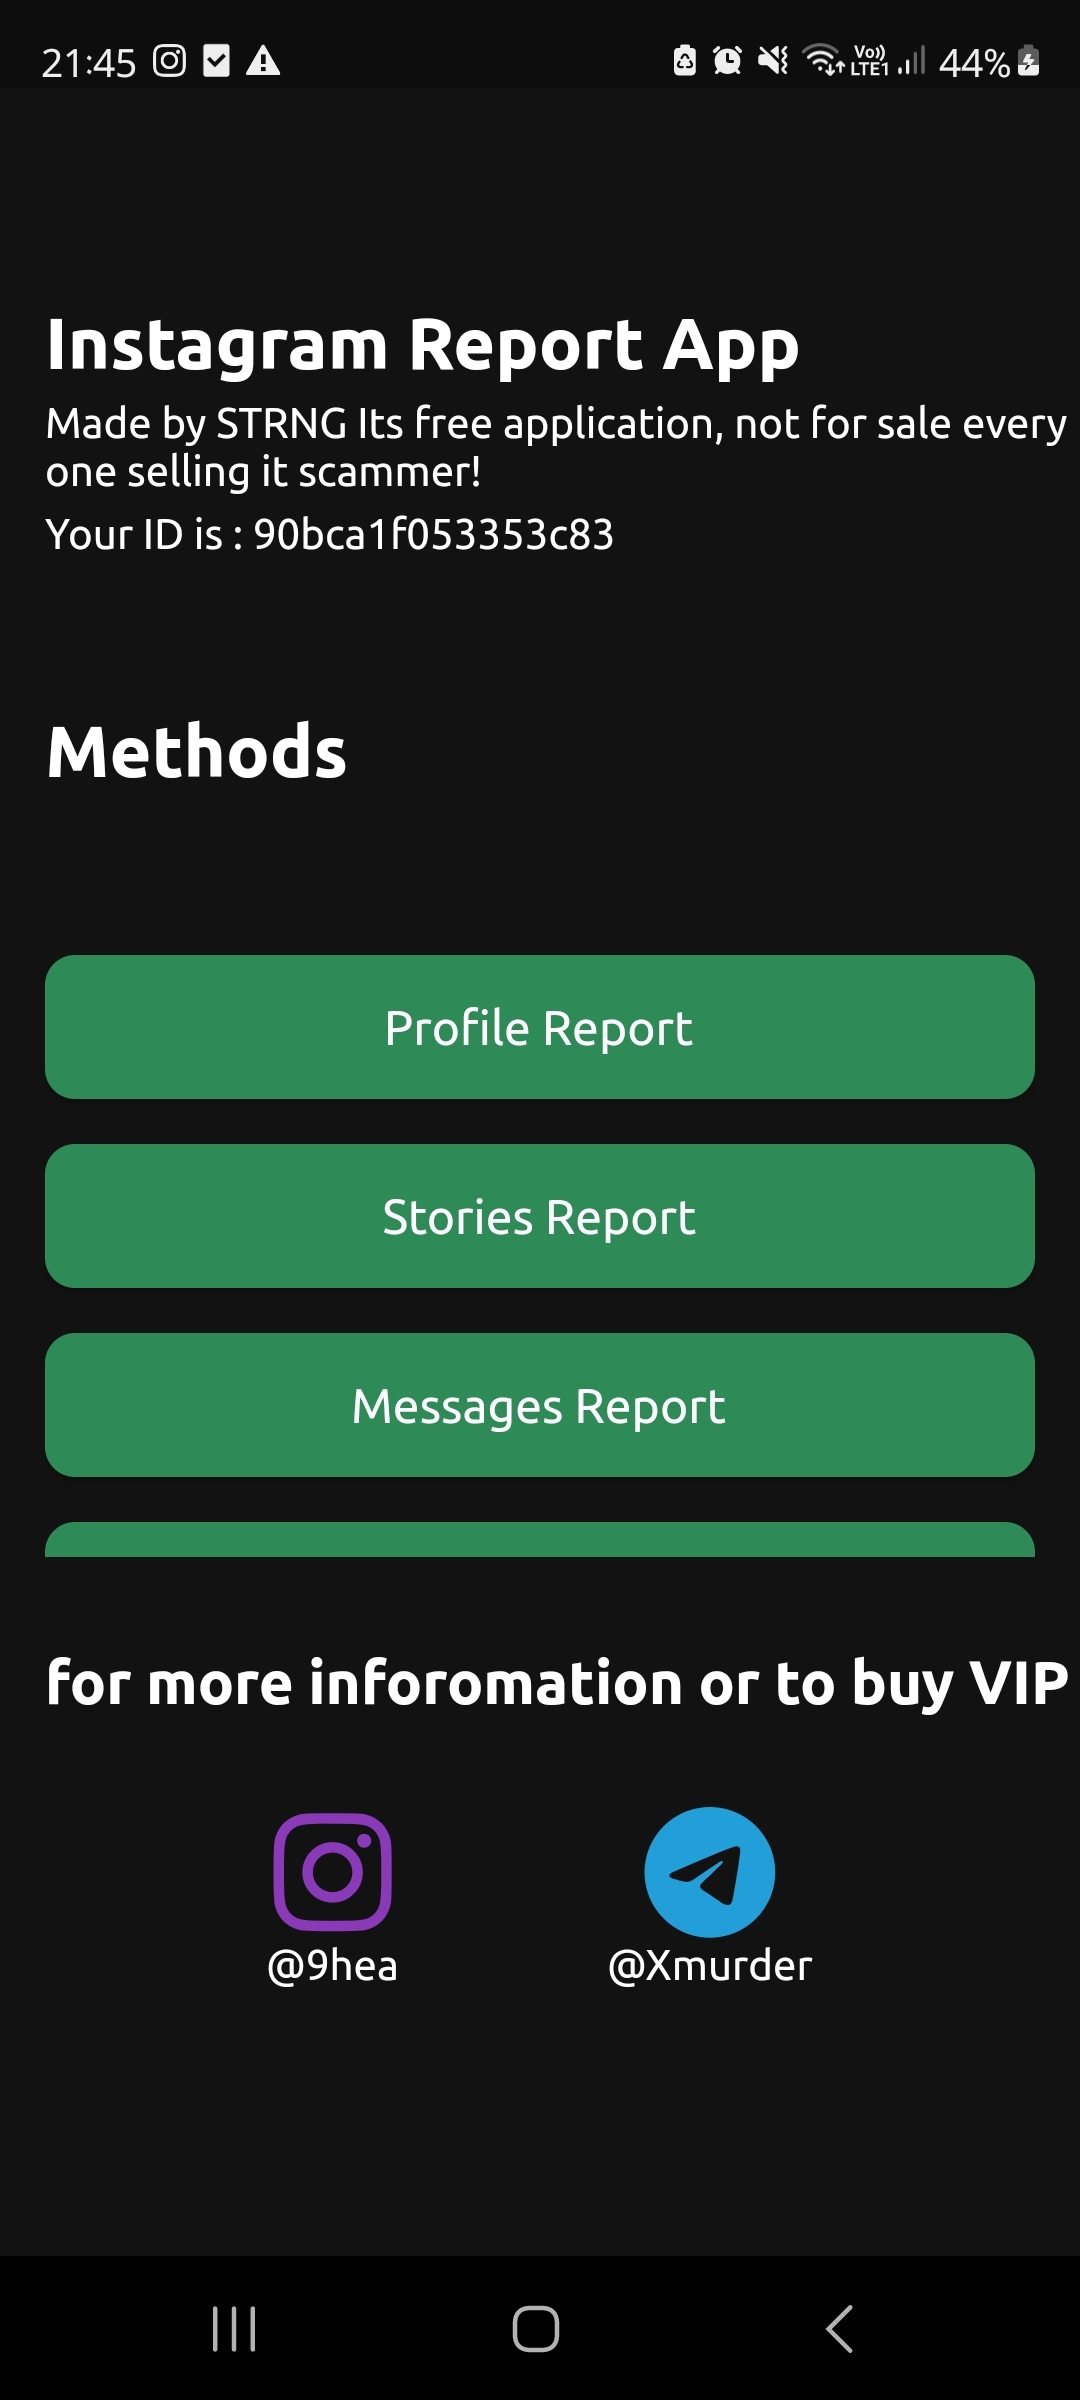 21:45 Vo)) LTE1 44%
Instagram Report App
Made by STRNG Its free application, not for sale every
one selling it scammer!
Your ID is : 90bca1f053353c83
Methods
Profile Report
Stories Report
Messages Report
for more inforomation or to buy VIP
@9hea @Xmurder